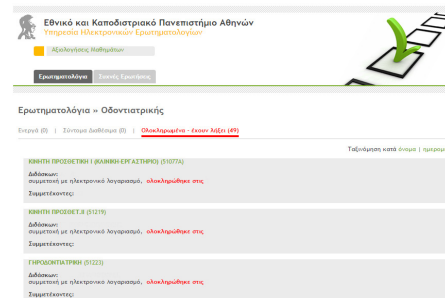 Εθνικό και Καποδιστριακό Πανεπιστήμιο Αθηνών
Υπηρεσία Ηλεκτρονικών Ερωτηματολογίων
Αξιολογήσεις Μαθημάτων
Ερωτηματολόγια Συχνές Ερωτήσεις
Ερωτηματολόγια » Οδοντιατρικής
Ενεργά (0) | Σύντομα Διαθέσιμα (0) | Ολοκληρωμένα - έχουν λήξει (49)
Ταξινόμηση κατά όνομα | ημερομ
ΚΙΝΗΤΗ ΠΡΟΣΘΕΤΙΚΗ Ι (ΚΛΙΝΙΚΗ-ΕΡΓΑΣΤΗΡΙΟ) (51077Α)
Διδάσκων:
συμμετοχή με ηλεκτρονικό λογαριασμό, ολοκληρώθηκε στις
Συμμετέχοντες:
ΚΙΝΗΤΗ ΠΡΟΣΘΕΤ.ΙΙ (51219)
Διδάσκων:
συμμετοχή με ηλεκτρονικό λογαριασμό, ολοκληρώθηκε στις
Συμμετέχοντες:
ΓΗΡΟΔΟΝΤΙΑΤΡΙΚΗ (51223)
Διδάσκων:
συμμετοχή με ηλεκτρονικό λογαριασμό, ολοκληρώθηκε στις
Συμμετέχοντες: